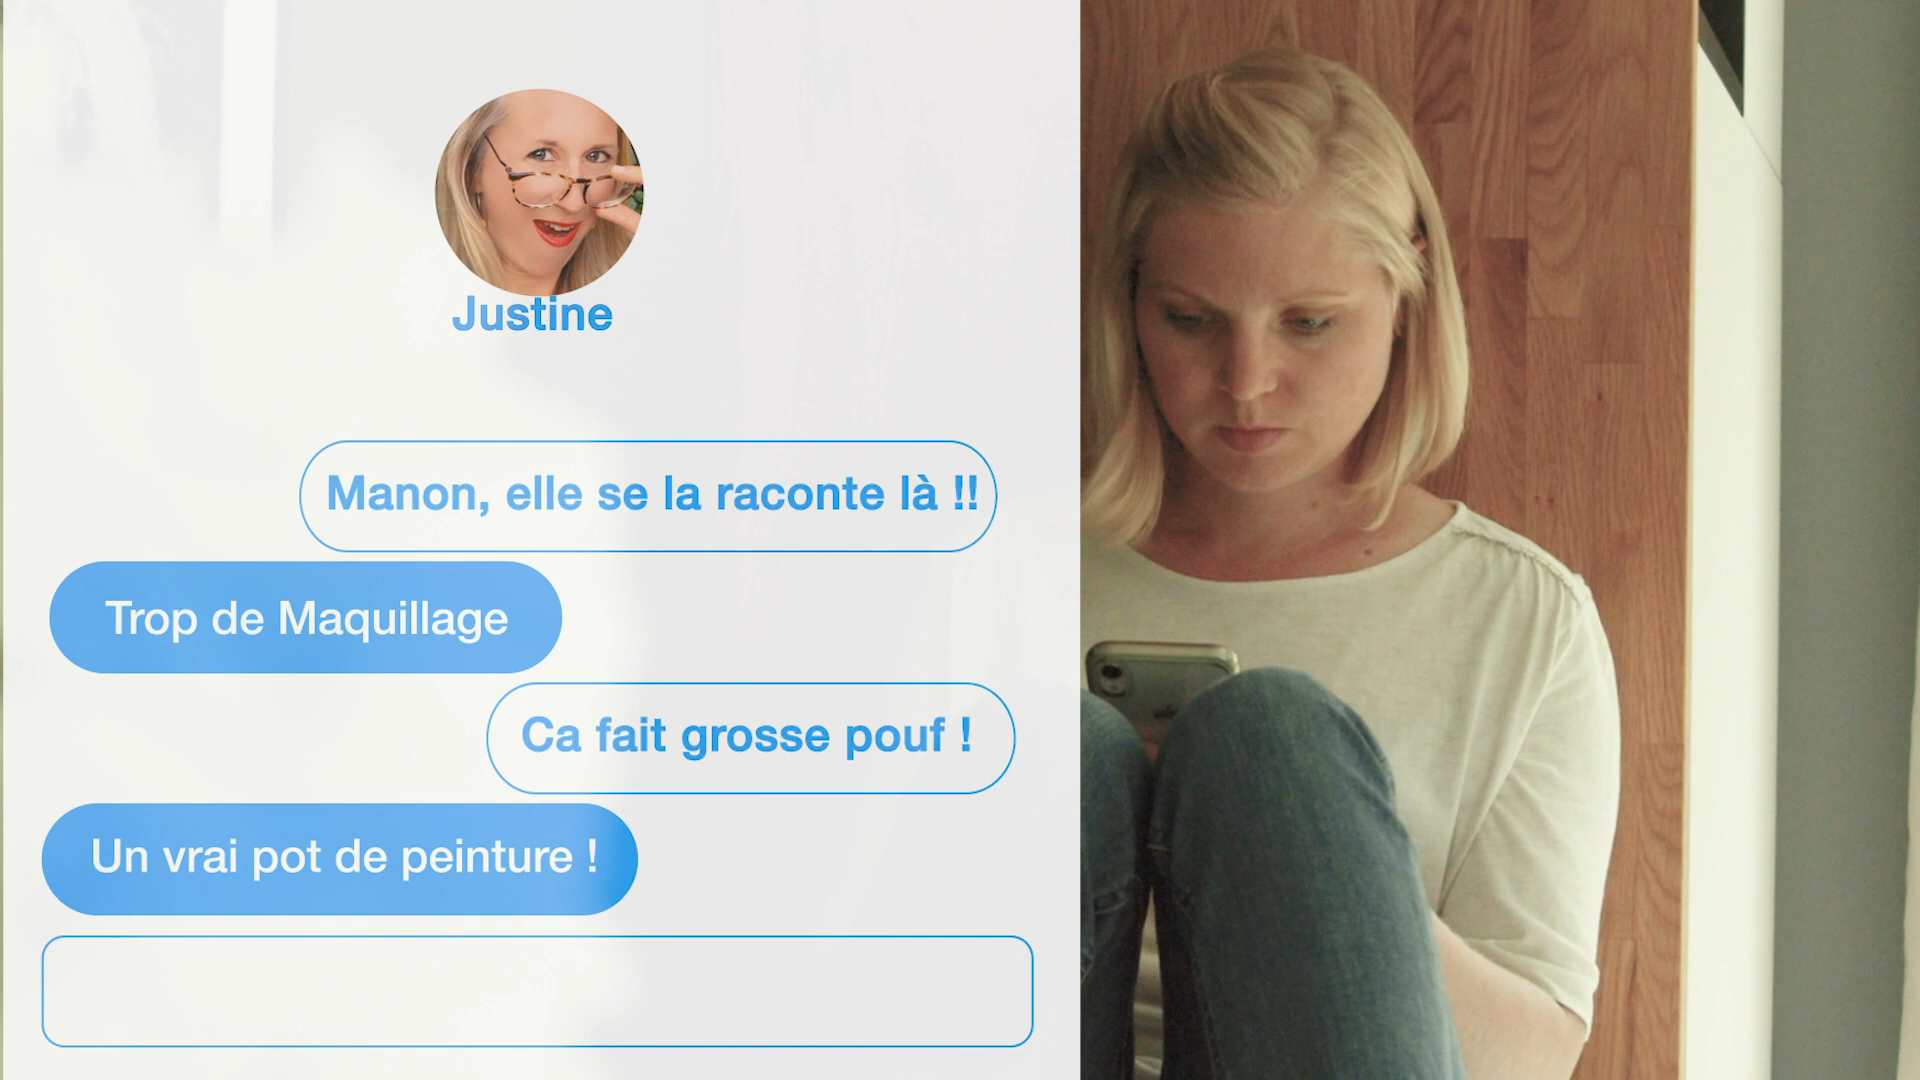 Justine
Manon, elle se la raconte là !!
Trop de Maquillage
Ca fait grosse pouf !
Un vrai pot de peinture !